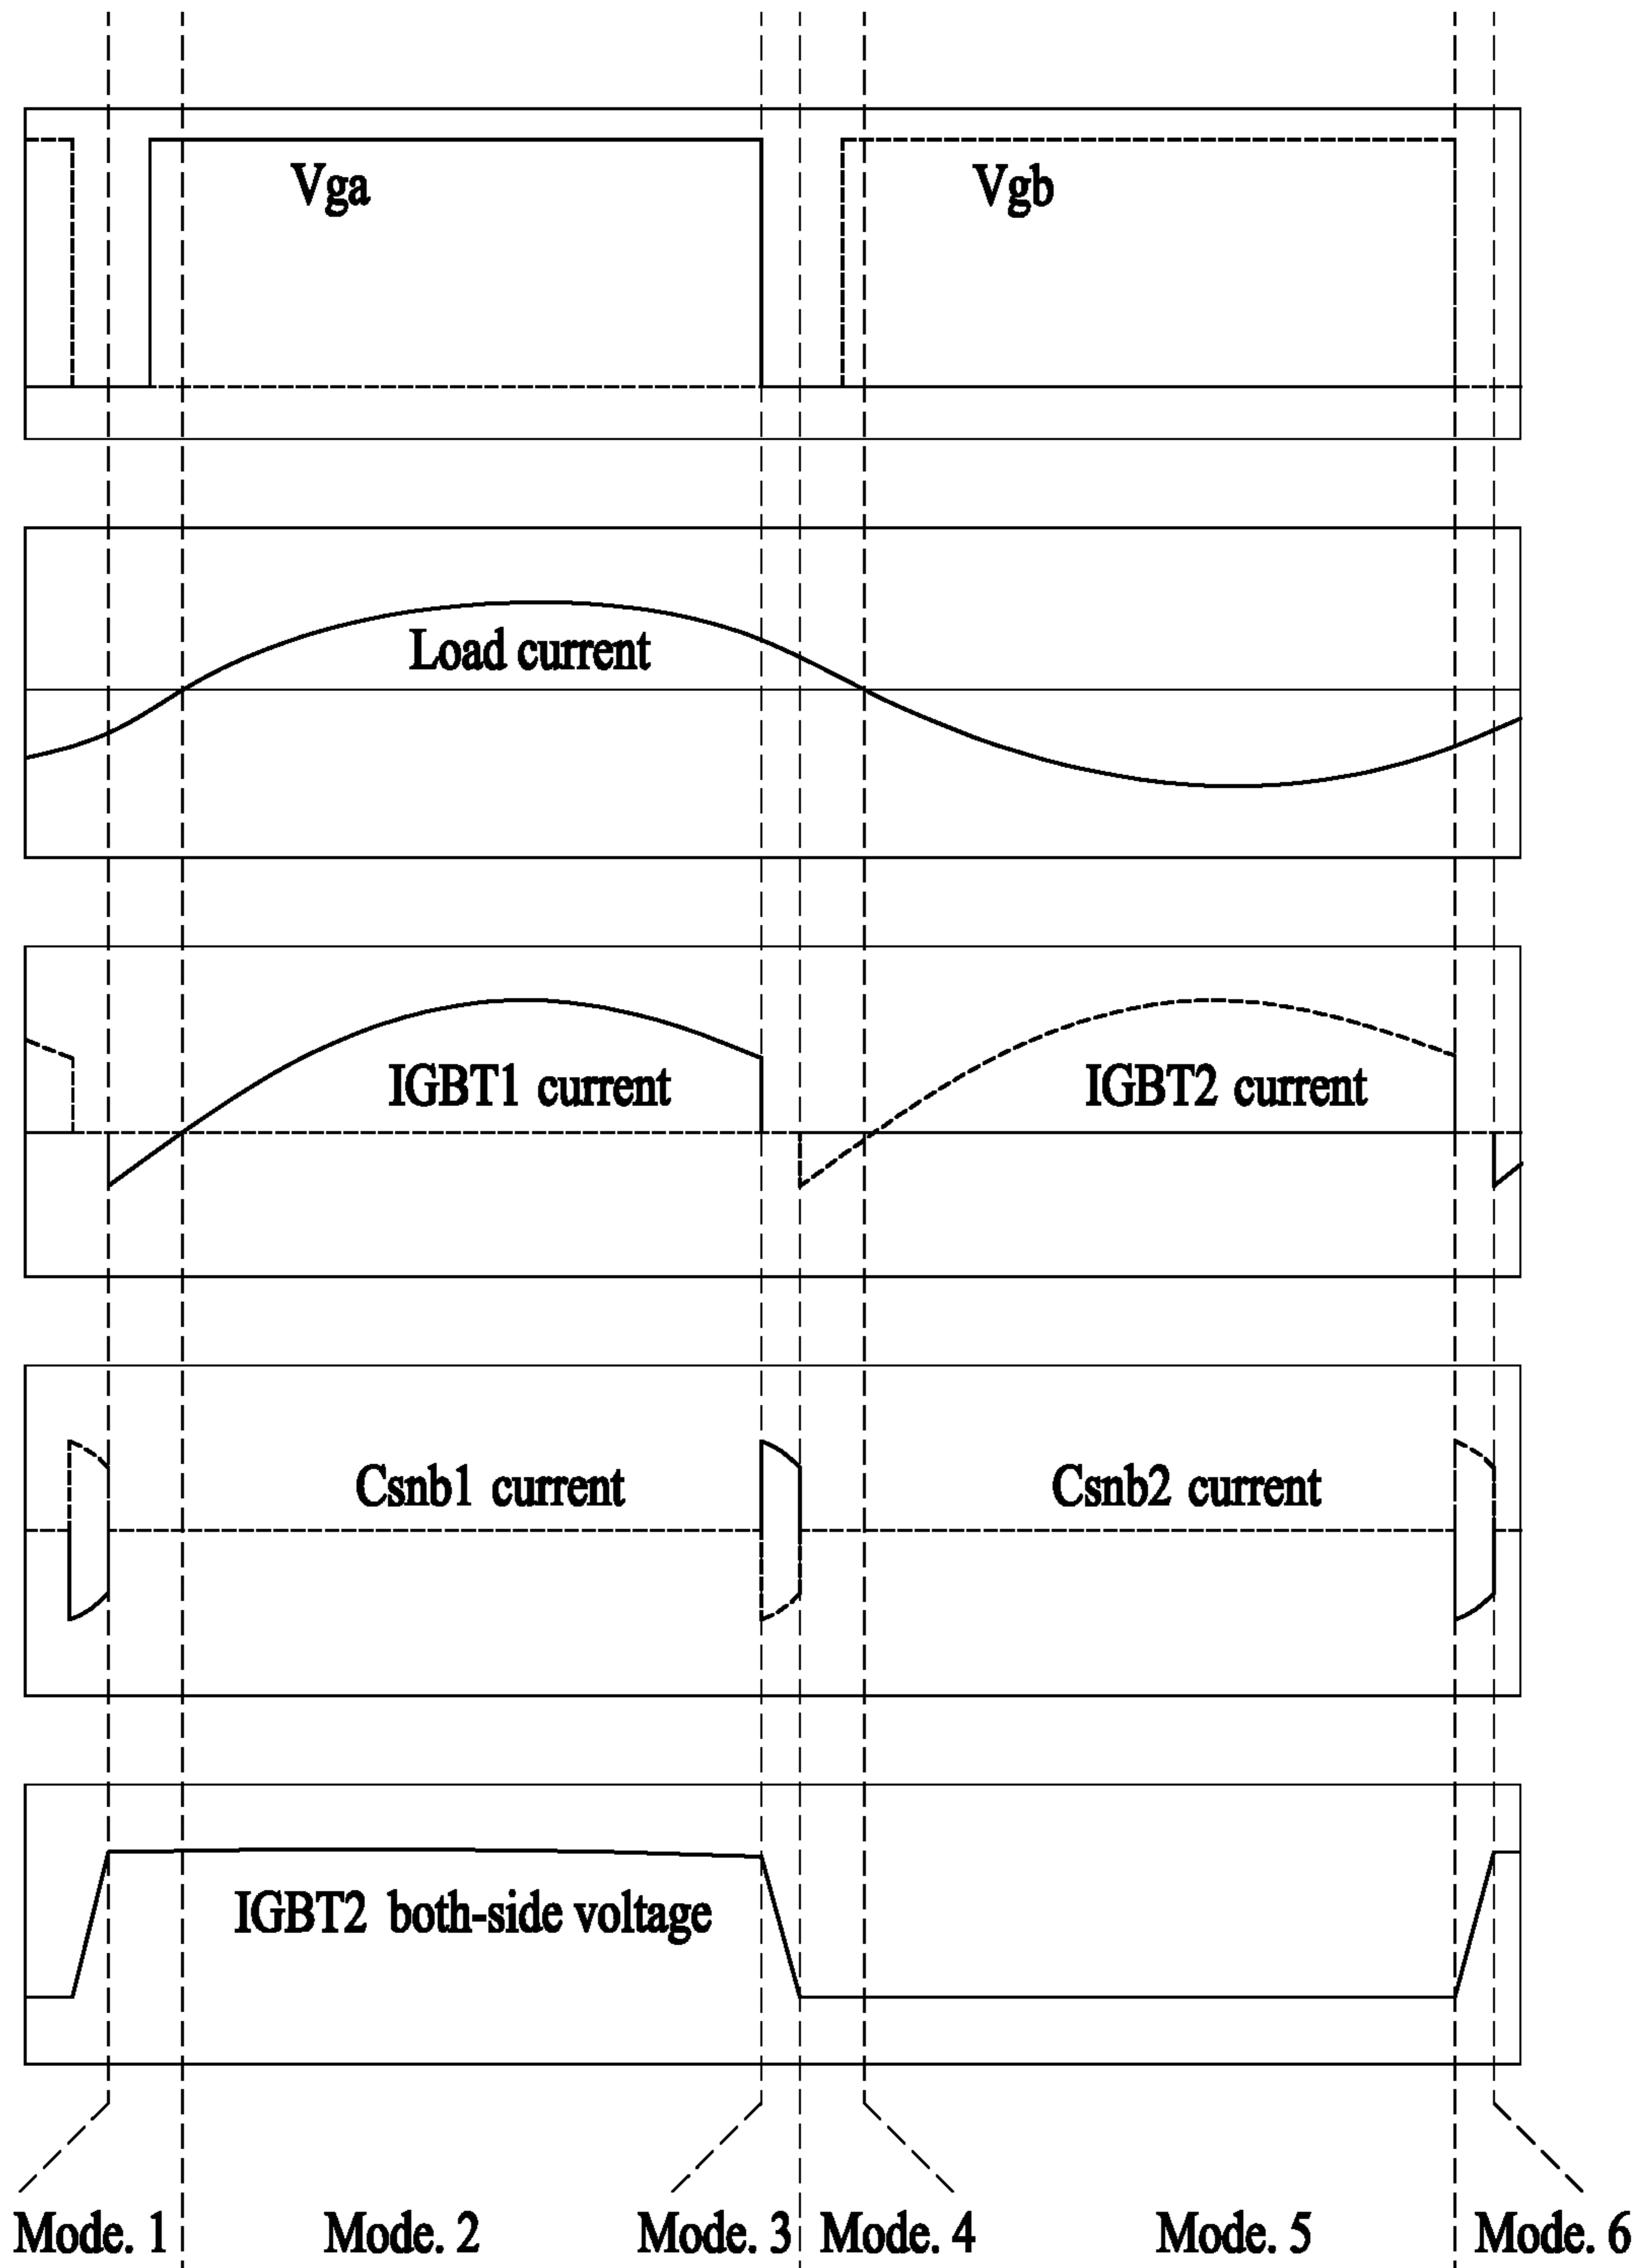 Vga
Vgb
Load current
IGBT1 current
IGBT2 current
Csnb1 current
Csnb2 current
IGBT2 both-side voltage
Mode. 1
Mode. 2
Mode. 3
Mode. 4
Mode. 5
Mode. 6